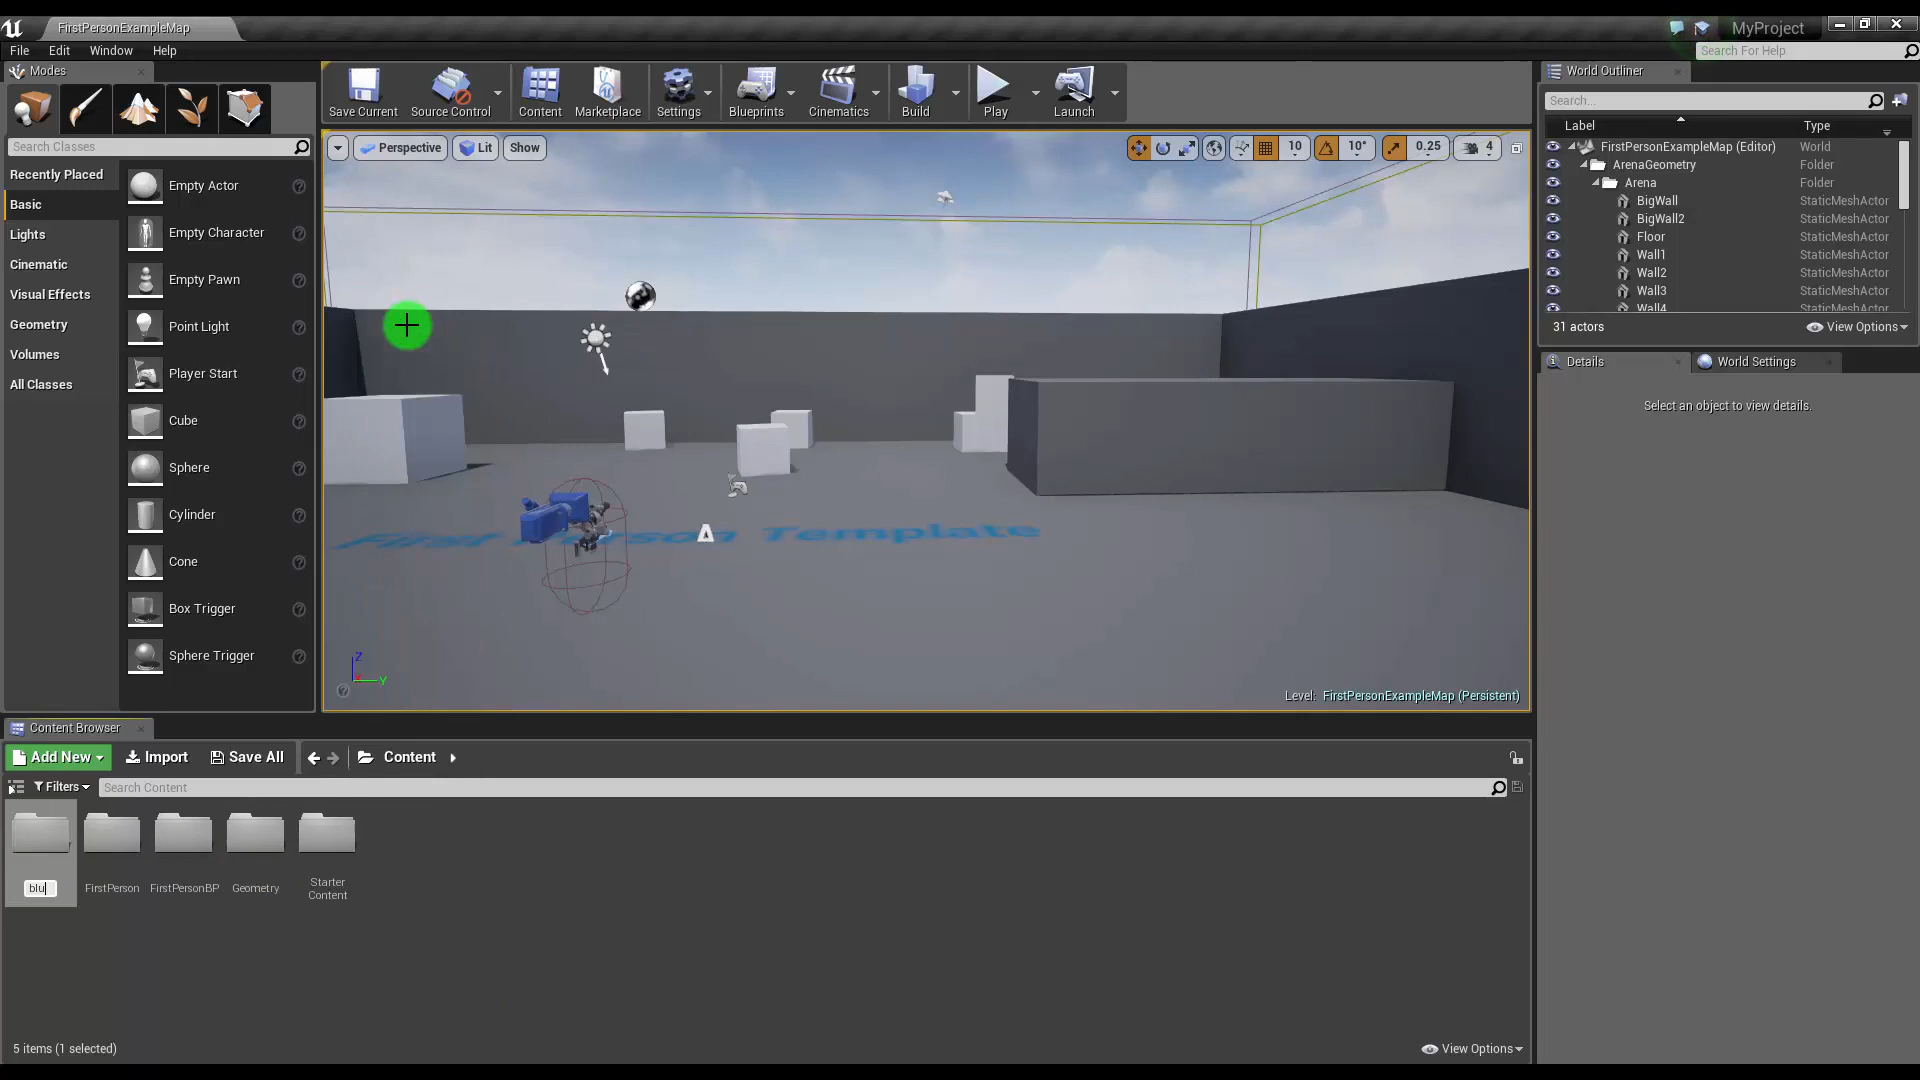 FirstPersonExampleMap
MyProject
File Edit Window Help
Search For Help
Modes
Search Classes
Recently Placed
Basic
Lights
Cinematic
Visual Effects
Geometry
Volumes
All Classes
Empty Actor
Empty Character
Empty Pawn
Point Light
Player Start
Cube
Sphere
Cylinder
Cone
Box Trigger
Sphere Trigger
Save Current Source Control Content Marketplace Settings Blueprints Cinematics Build Play Launch
Perspective Lit Show
10 10° 0.25 4
First Person Template
A
Z
Y
Level: FirstPersonExampleMap (Persistent)
World Outliner
Search...
Label Type
FirstPersonExampleMap (Editor) World
ArenaGeometry Folder
Arena Folder
BigWall StaticMeshActor
BigWall2 StaticMeshActor
Floor StaticMeshActor
Wall1 StaticMeshActor
Wall2 StaticMeshActor
Wall3 StaticMeshActor
Wall4 StaticMeshActor
31 actors View Options
Details World Settings
Select an object to view details.
Content Browser
Add New Import Save All Content
Filters Search Content
blu
FirstPerson
FirstPersonBP
Geometry
Starter
Content
5 items (1 selected) View Options